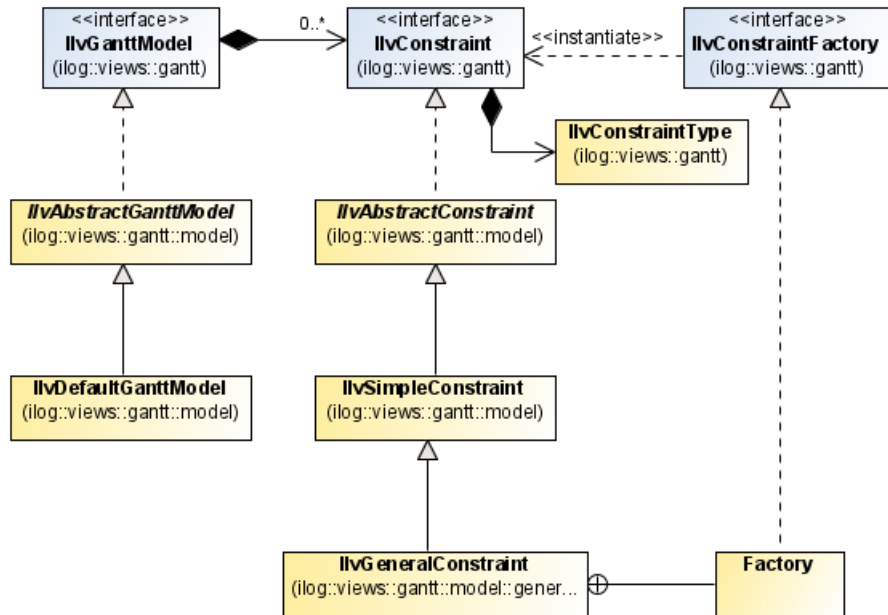 <<interface>>
IlvGanttModel
(ilog::views::gantt)
0..*
<<interface>>
IlvConstraint
(ilog::views::gantt)
<<instantiate>>
<<interface>>
IlvConstraintFactory
(ilog::views::gantt)
IlvConstraintType
(ilog::views::gantt)
IlvAbstractGanttModel
(ilog::views::gantt::model)
IlvAbstractConstraint
(ilog::views::gantt::model)
IlvDefaultGanttModel
(ilog::views::gantt::model)
IlvSimpleConstraint
(ilog::views::gantt::model)
IlvGeneralConstraint
(ilog::views::gantt::model::gener...
Factory